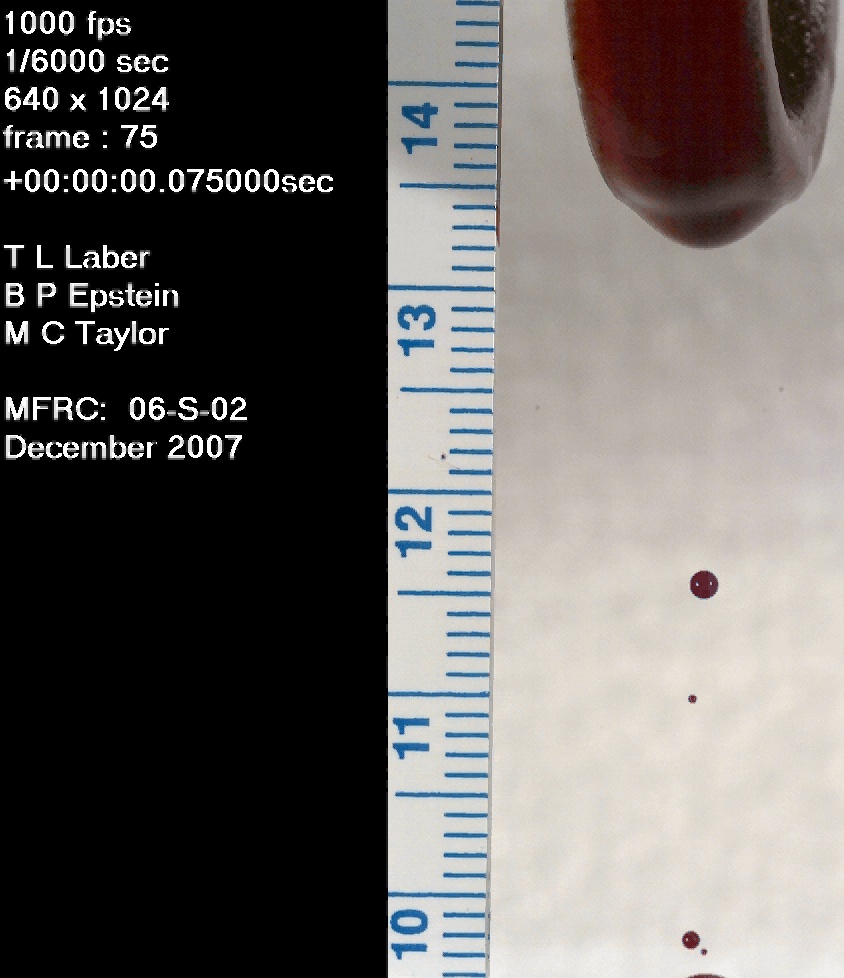 1000 fps
1/6000 sec
640 x 1024
frame : 75
+00:00:00.075000sec
T L Laber
B P Epstein
M C Taylor
MFRC: 06-S-02
December 2007
14
13
12
11
10